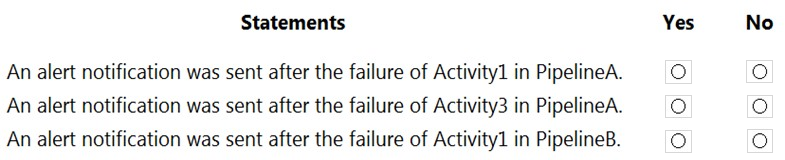 Statements Yes No
An alert notification was sent after the failure of Activity1 in PipelineA.
An alert notification was sent after the failure of Activity3 in PipelineA.
An alert notification was sent after the failure of Activity1 in PipelineB.